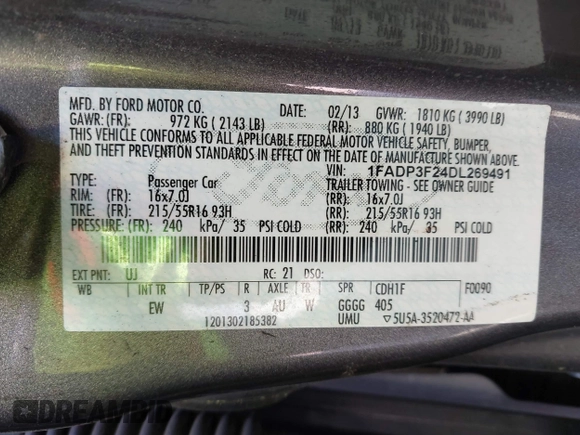 MFD. BY FORD MOTOR CO. DATE: 02/13 GVWR: 1810 KG ( 3990 LB)
GAWR: (FR): 972 KG ( 2143 LB) (RR): 880 KG ( 1940 LB)
THIS VEHICLE CONFORMS TO ALL APPLICABLE FEDERAL MOTOR VEHICLE SAFETY, BUMPER,
AND THEFT PREVENTION STANDARDS IN EFFECT ON THE DATE OF MANUFACTURE SHOWN ABOVE.
VIN: 1FADP3F24DL269491
TYPE: Passenger Car TRAILER TOWING - SEE OWNER GUIDE
RIM: (FR): 16x7.0J (RR): 16x7.0J
TIRE: (FR): 215/55R16 93H (RR): 215/55R16 93H
PRESSURE: (FR): 240 kPa/ 35 PSI COLD (RR): 240 kPa/ 35 PSI COLD
EXT PNT: UJ RC: 21 DSO:
WB INT TR TP/PS R AXLE TR SPR CDH1F F0090
EW 3 AU W GGGG 405
1201302185382 UMU ▽5U5A-3520472-AA
DREAMBID